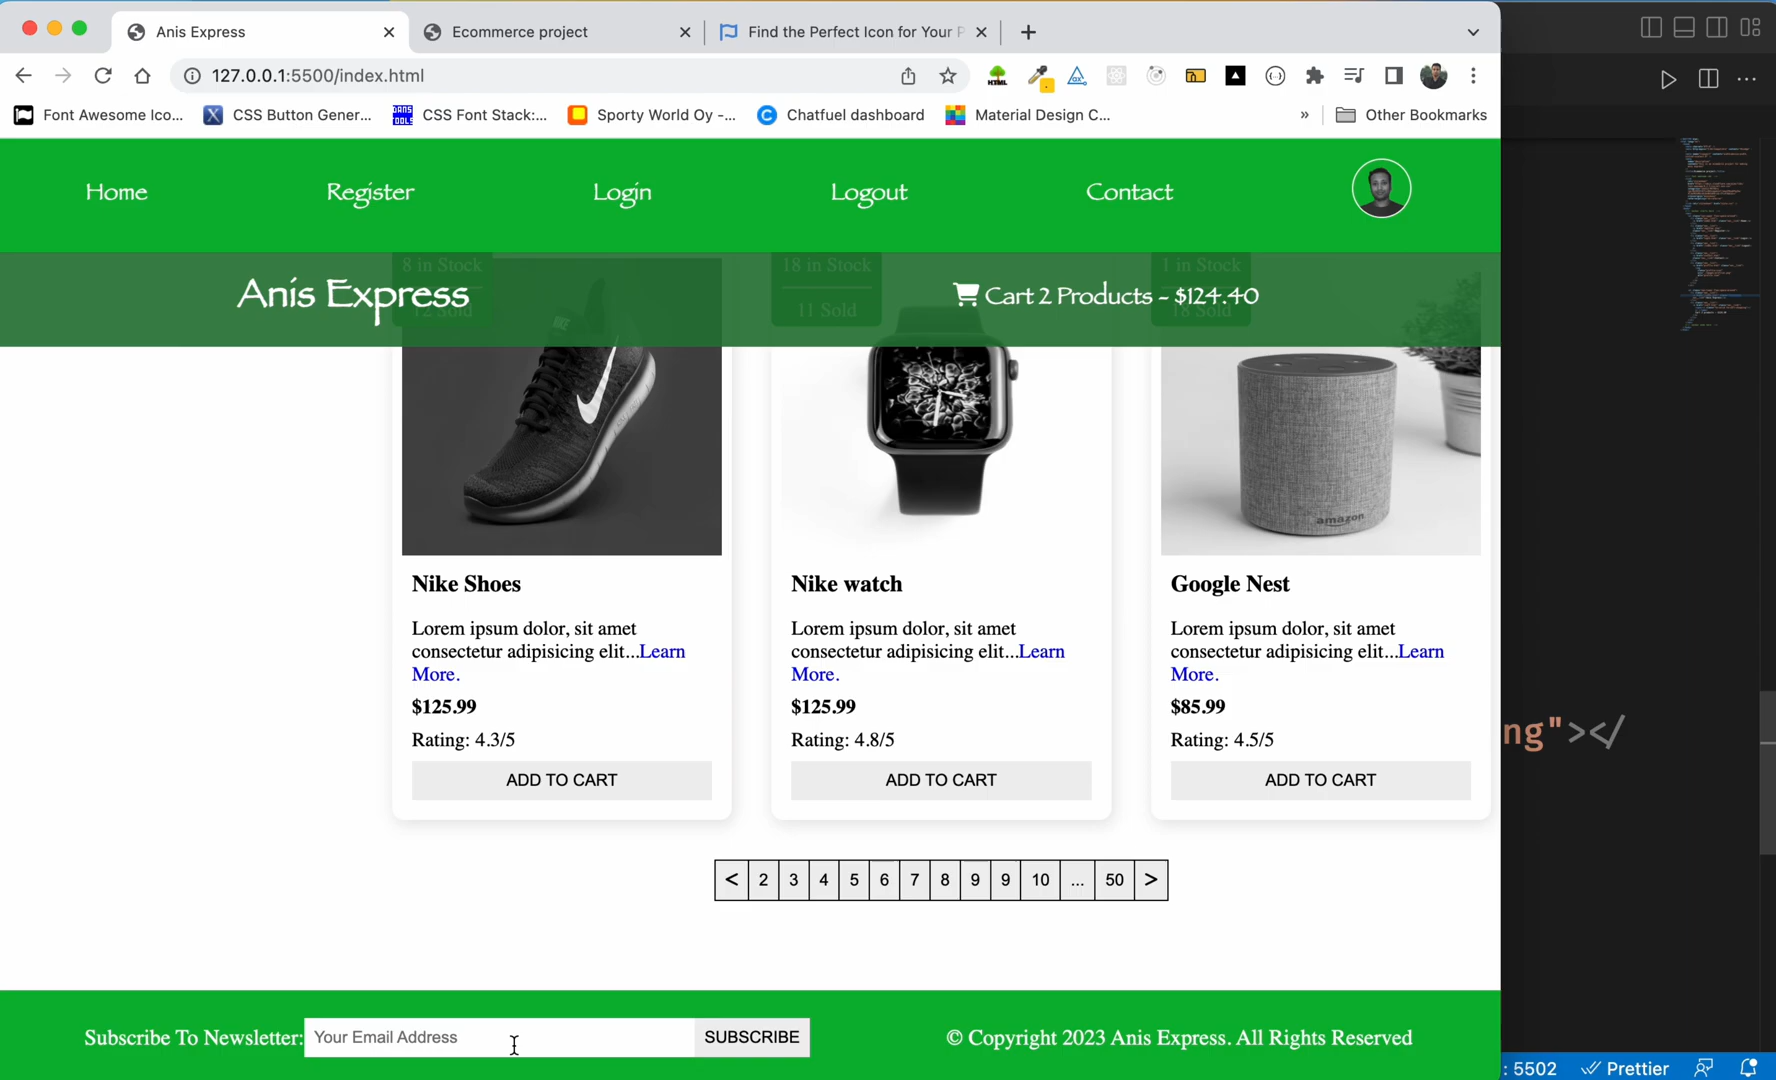 Anis Express
Ecommerce project
Find the Perfect Icon for Your P
127.0.0.1:5500/index.html
Font Awesome Ico...
CSS Button Gener...
CSS Font Stack:...
Sporty World Oy -...
Chatfuel dashboard
Material Design C...
»
Other Bookmarks
Home
Register
Login
Logout
Contact
8 in Stock
12 Sold
18 in Stock
11 Sold
1 in Stock
18 Sold
Anis Express
Cart 2 Products - $124.40
amazon
Nike Shoes
Lorem ipsum dolor, sit amet
consectetur adipisicing elit...Learn
More.
$125.99
Rating: 4.3/5
ADD TO CART
Nike watch
Lorem ipsum dolor, sit amet
consectetur adipisicing elit...Learn
More.
$125.99
Rating: 4.8/5
ADD TO CART
Google Nest
Lorem ipsum dolor, sit amet
consectetur adipisicing elit...Learn
More.
$85.99
Rating: 4.5/5
ADD TO CART
ng"></
< 2 3 4 5 6 7 8 9 9 10 ... 50 >
Subscribe To Newsletter:
Your Email Address
SUBSCRIBE
© Copyright 2023 Anis Express. All Rights Reserved
: 5502
Prettier